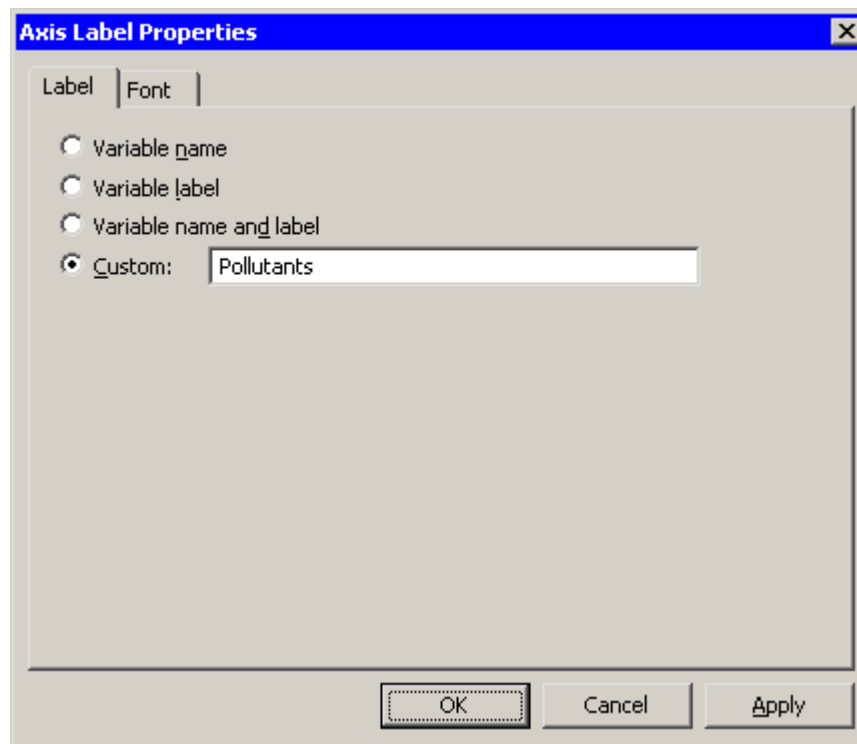 Axis Label Properties
Label Font
Variable name
Variable label
Variable name and label
Custom: Pollutants
OK Cancel Apply